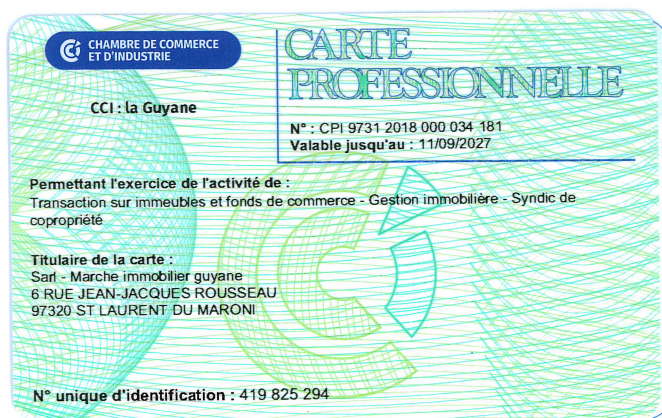 CHAMBRE DE COMMERCE
ET D'INDUSTRIE
CARTE
PROFESSIONNELLE
CCI : la Guyane
N° : CPI 9731 2018 000 034 181
Valable jusqu'au : 11/09/2027
Permettant l'exercice de l'activité de :
Transaction sur immeubles et fonds de commerce - Gestion immobilière - Syndic de
copropriété
Titulaire de la carte :
Sarl - Marche immobilier guyane
6 RUE JEAN-JACQUES ROUSSEAU
97320 ST LAURENT DU MARONI
N° unique d'identification : 419 825 294